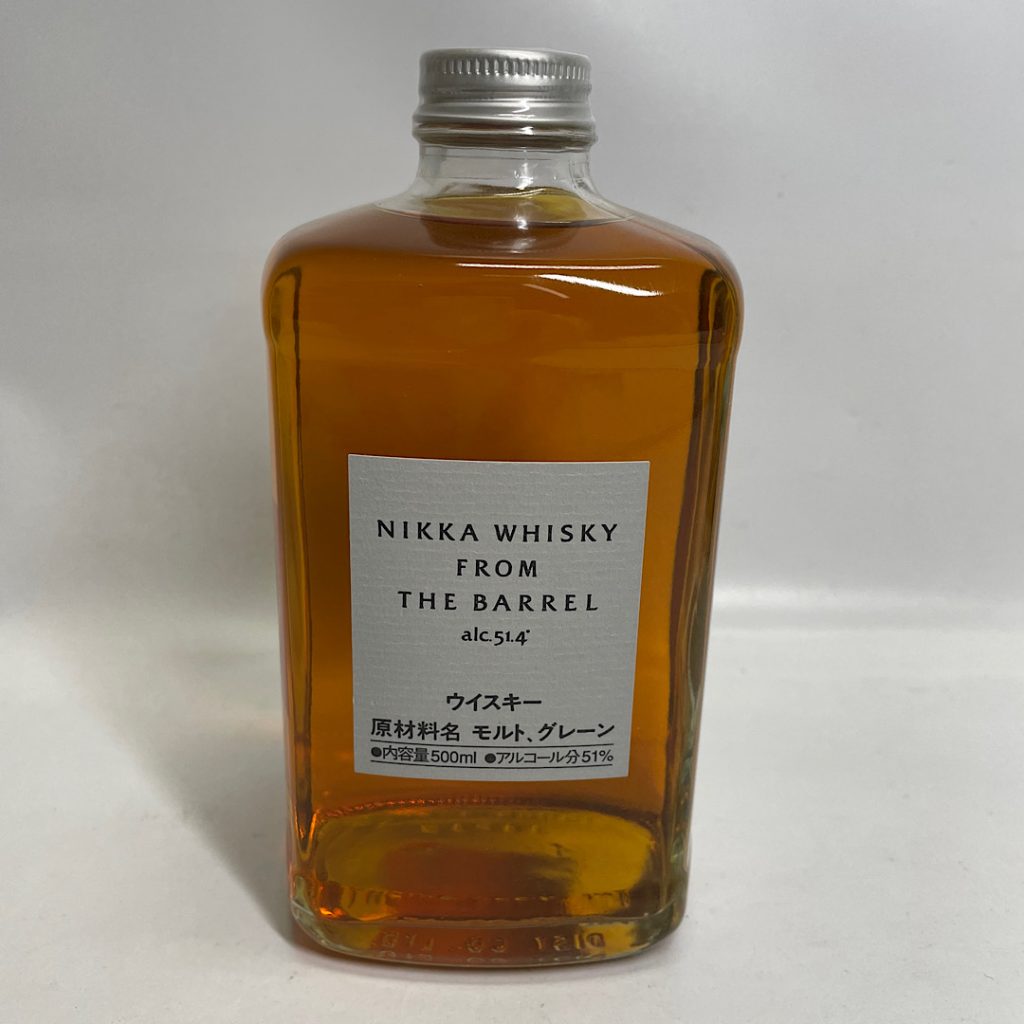 NIKKA WHISKY
FROM
THE BARREL
alc.51.4°
ウイスキー
原材料名 モルト、グレーン
●内容量500ml ●アルコール分51%